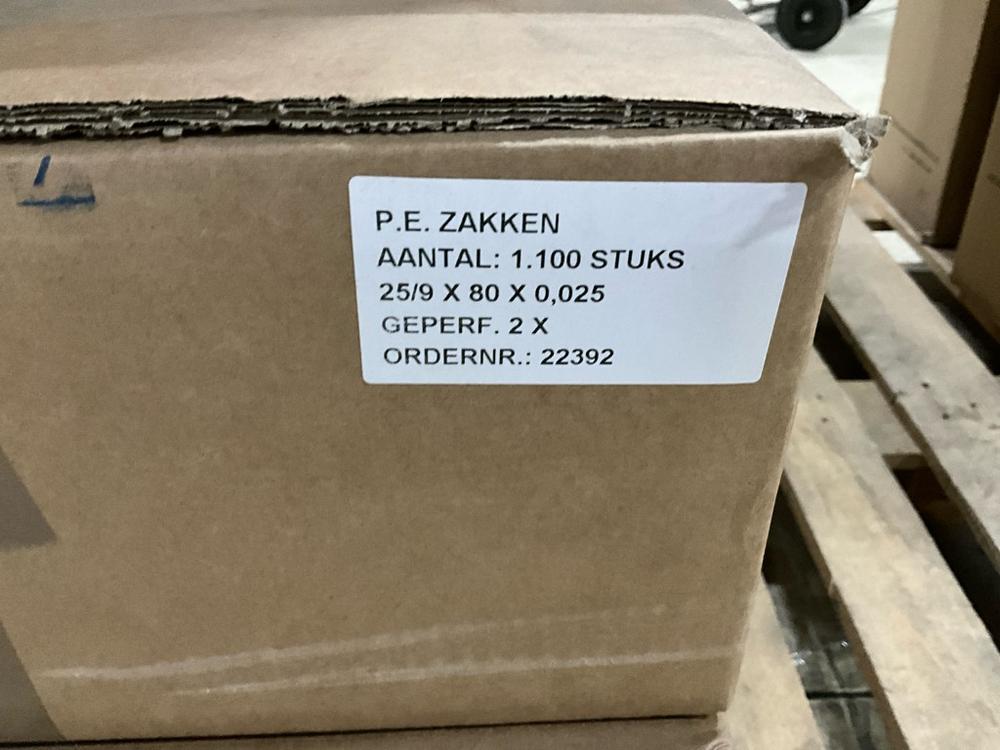 P.E. ZAKKEN
AANTAL: 1.100 STUKS
25/9 X 80 X 0,025
GEPERF. 2 X
ORDERNR.: 22392